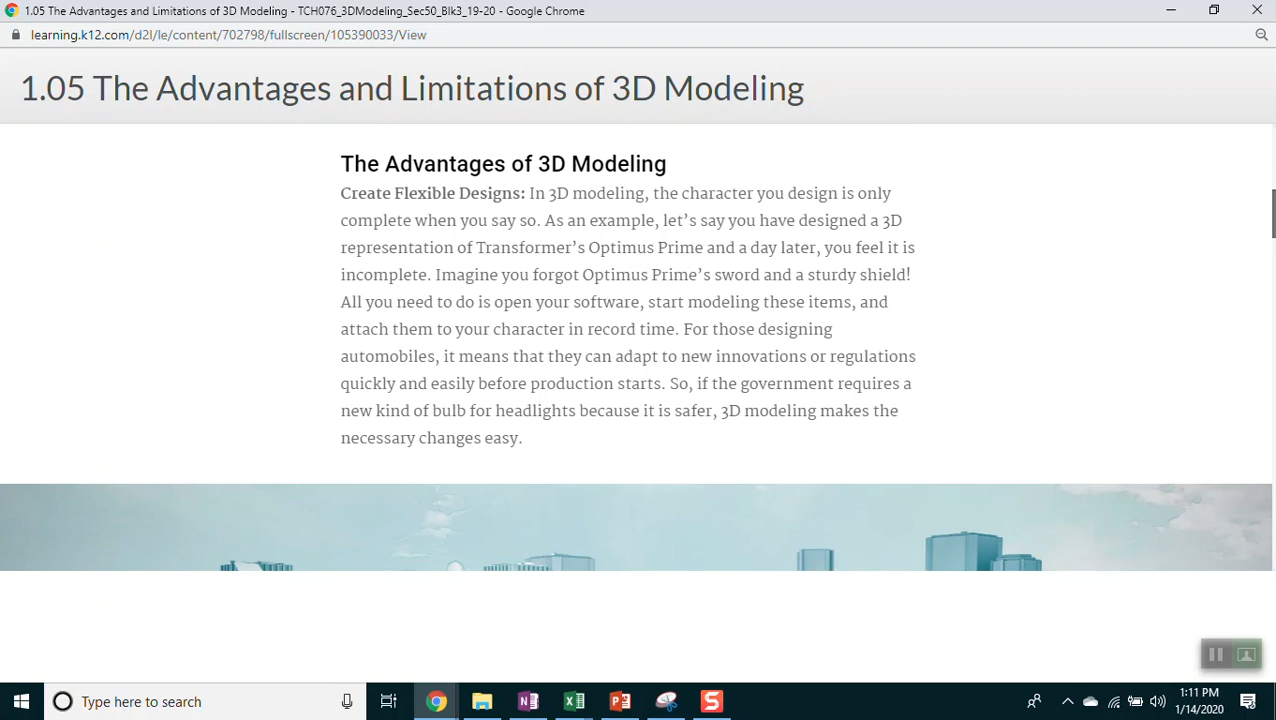 1.05 The Advantages and Limitations of 3D Modeling - TCH076_3DModeling_Sec50_Blk3_19-20 - Google Chrome
learning.k12.com/d2l/le/content/702798/fullscreen/105390033/View
1.05 The Advantages and Limitations of 3D Modeling
The Advantages of 3D Modeling
Create Flexible Designs: In 3D modeling, the character you design is only
complete when you say so. As an example, let’s say you have designed a 3D
representation of Transformer’s Optimus Prime and a day later, you feel it is
incomplete. Imagine you forgot Optimus Prime’s sword and a sturdy shield!
All you need to do is open your software, start modeling these items, and
attach them to your character in record time. For those designing
automobiles, it means that they can adapt to new innovations or regulations
quickly and easily before production starts. So, if the government requires a
new kind of bulb for headlights because it is safer, 3D modeling makes the
necessary changes easy.
Type here to search
1:11 PM
1/14/2020